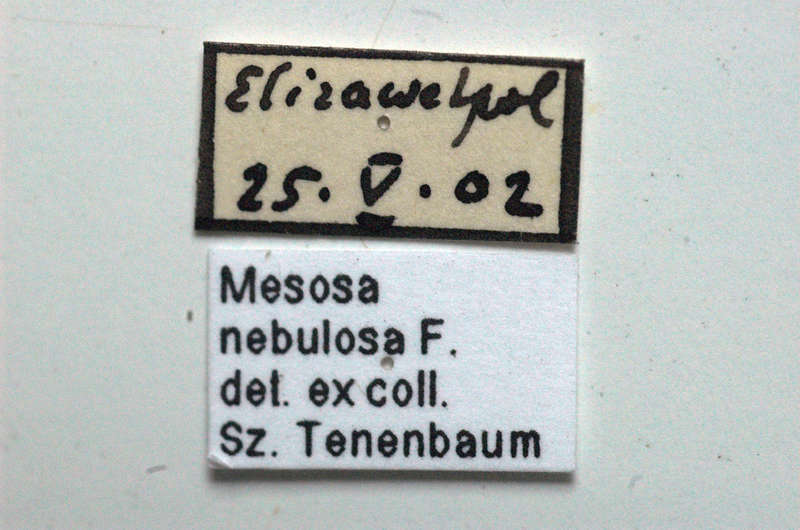 Elizawetpol
25.V.02
Mesosa
nebulosa F.
det. ex coll.
Sz. Tenenbaum